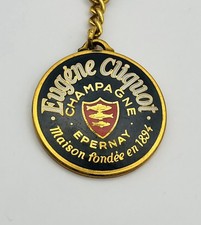 Eugène Cliquot
CHAMPAGNE
EPERNAY
Maison fondée en 1894